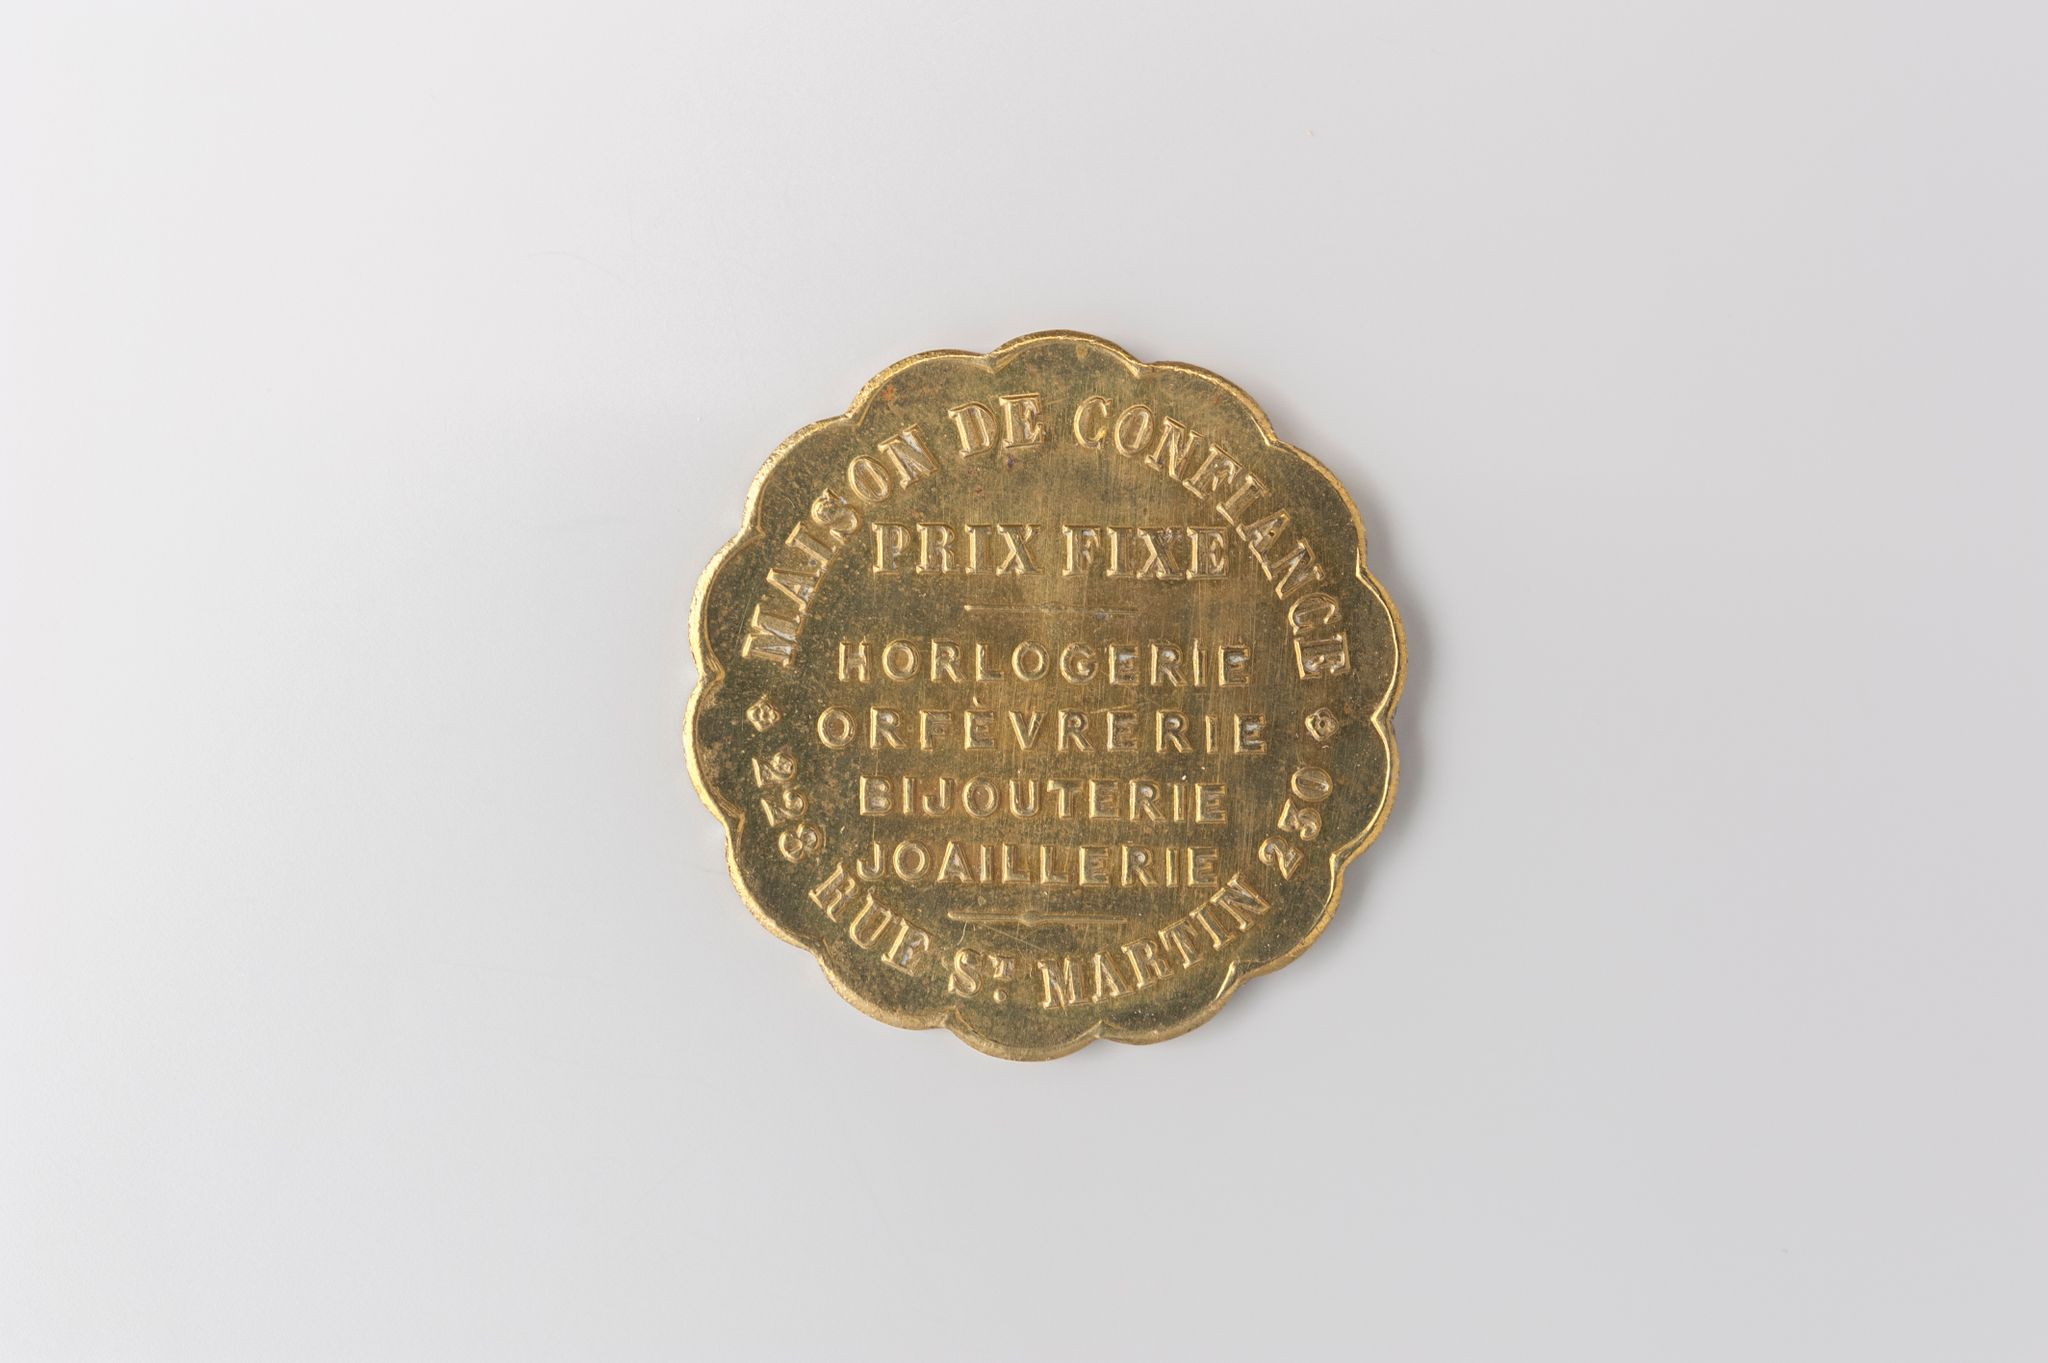 MAISON DE CONFIANCE
PRIX FIXE
HORLOGERIE
ORFÈVRERIE
BIJOUTERIE
JOAILLERIE
228 RUE ST. MARTIN 230